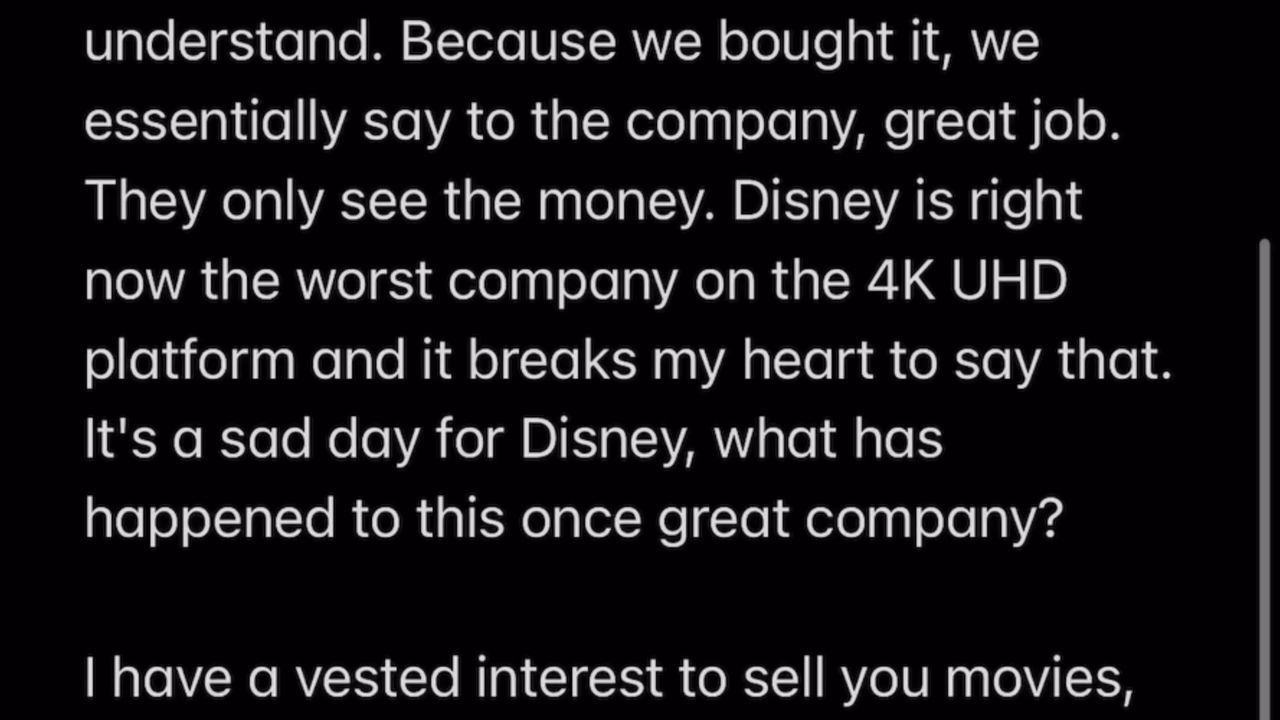 understand. Because we bought it, we
essentially say to the company, great job.
They only see the money. Disney is right
now the worst company on the 4K UHD
platform and it breaks my heart to say that.
It's a sad day for Disney, what has
happened to this once great company?
I have a vested interest to sell you movies,